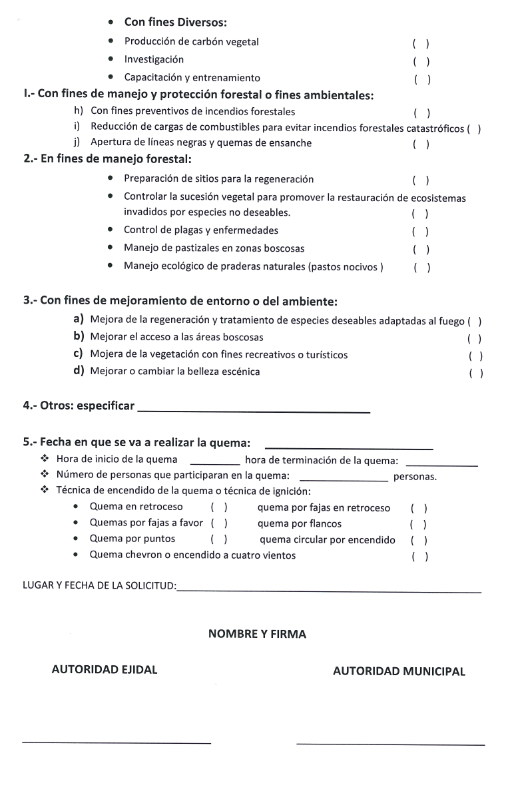 • Con fines Diversos:
• Producción de carbón vegetal ( )
• Investigación ( )
• Capacitación y entrenamiento ( )
I.- Con fines de manejo y protección forestal o fines ambientales:
h) Con fines preventivos de incendios forestales ( )
i) Reducción de cargas de combustibles para evitar incendios forestales catastróficos ( )
j) Apertura de líneas negras y quemas de ensanche ( )
2.- En fines de manejo forestal:
• Preparación de sitios para la regeneración ( )
• Controlar la sucesión vegetal para promover la restauración de ecosistemas
invadidos por especies no deseables. ( )
• Control de plagas y enfermedades ( )
• Manejo de pastizales en zonas boscosas ( )
• Manejo ecológico de praderas naturales (pastos nocivos ) ( )
3.- Con fines de mejoramiento de entorno o del ambiente:
a) Mejora de la regeneración y tratamiento de especies deseables adaptadas al fuego ( )
b) Mejorar el acceso a las áreas boscosas ( )
c) Mojera de la vegetación con fines recreativos o turísticos ( )
d) Mejorar o cambiar la belleza escénica ( )
4.- Otros: especificar ____________________
5.- Fecha en que se va a realizar la quema: ____________________
❖ Hora de inicio de la quema ________ hora de terminación de la quema: ________
❖ Número de personas que participaran en la quema: ____________ personas.
❖ Técnica de encendido de la quema o técnica de ignición:
• Quema en retroceso ( ) quema por fajas en retroceso ( )
• Quemas por fajas a favor ( ) quema por flancos ( )
• Quema por puntos ( ) quema circular por encendido ( )
• Quema chevron o encendido a cuatro vientos ( )
LUGAR Y FECHA DE LA SOLICITUD:____________________
NOMBRE Y FIRMA
AUTORIDAD EJIDAL AUTORIDAD MUNICIPAL